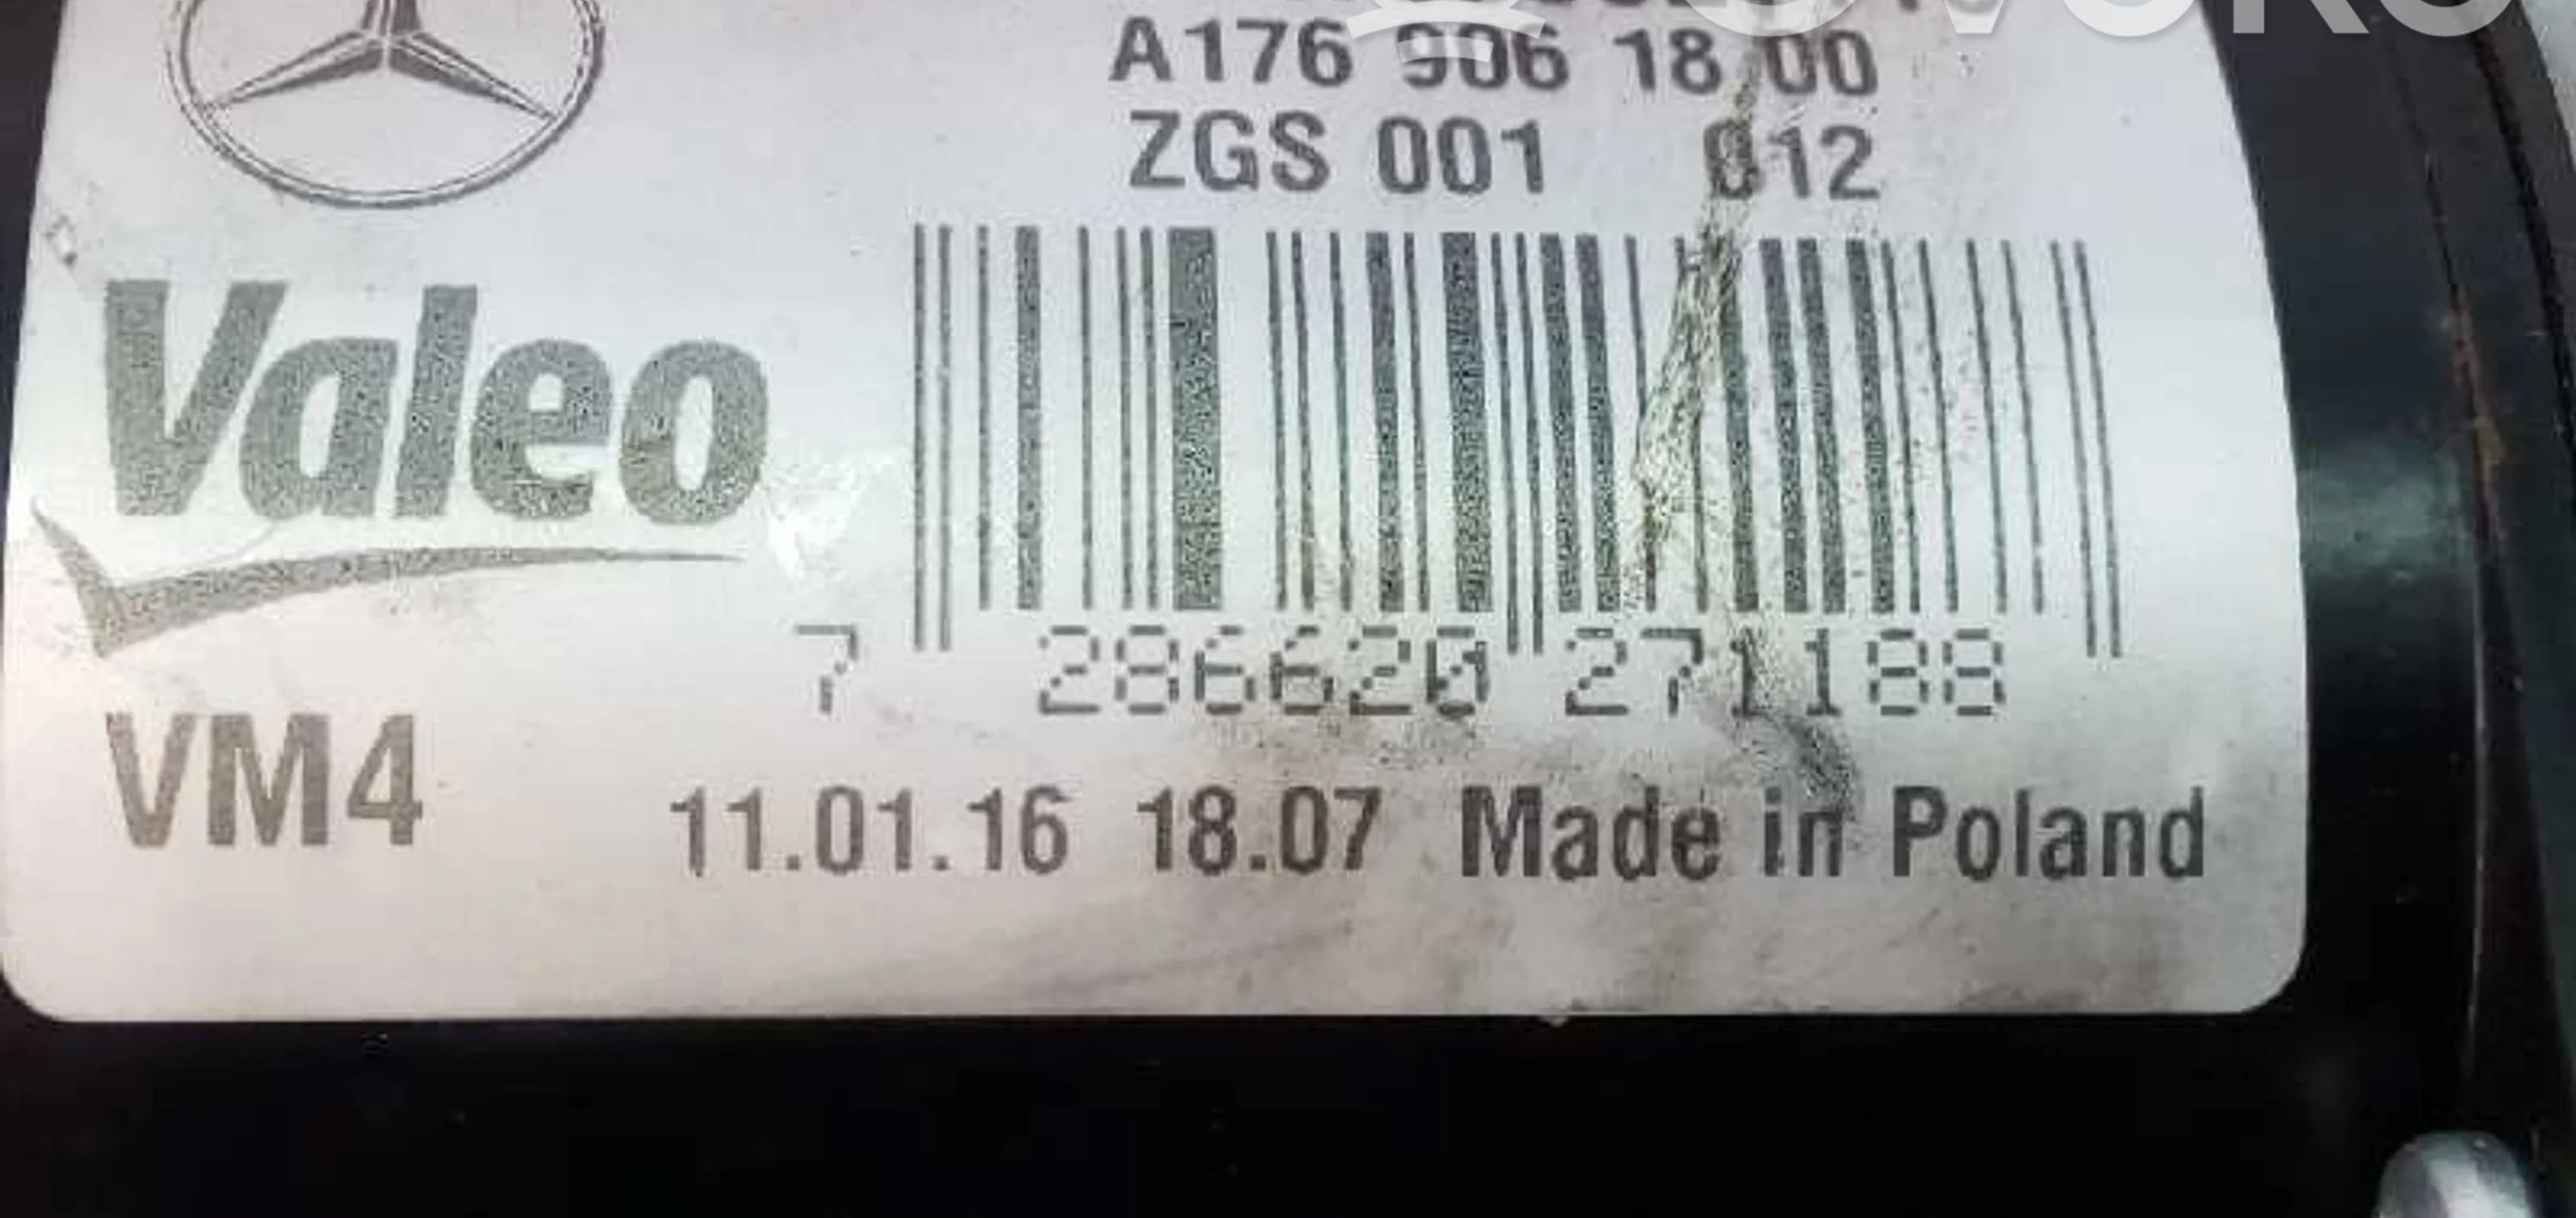 A176 906 18 00
ZGS 001 012
Valeo
7 286620 271188
VM4
11.01.16 18.07 Made in Poland